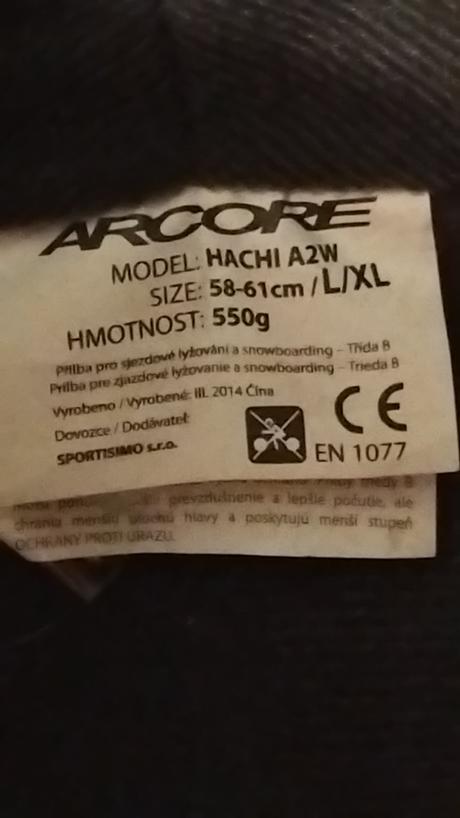 ARCORE
MODEL: HACHI A2W
SIZE: 58-61cm / L/XL
HMOTNOST: 550g
Přilba pro sjezdové lyžování a snowboarding – Třída B
Prilba pre zjazdové lyžovanie a snowboarding – Trieda B
Vyrobeno / Vyrobené: III. 2014 Čína
Dovozce / Dodávateľ:
SPORTISIMO s.r.o.
CE
EN 1077
prevzdušnenie a lepšie počutie, ale
chránia menšiu plochu hlavy a poskytujú menší stupeň
OCHRANY PROTI ÚRAZU.